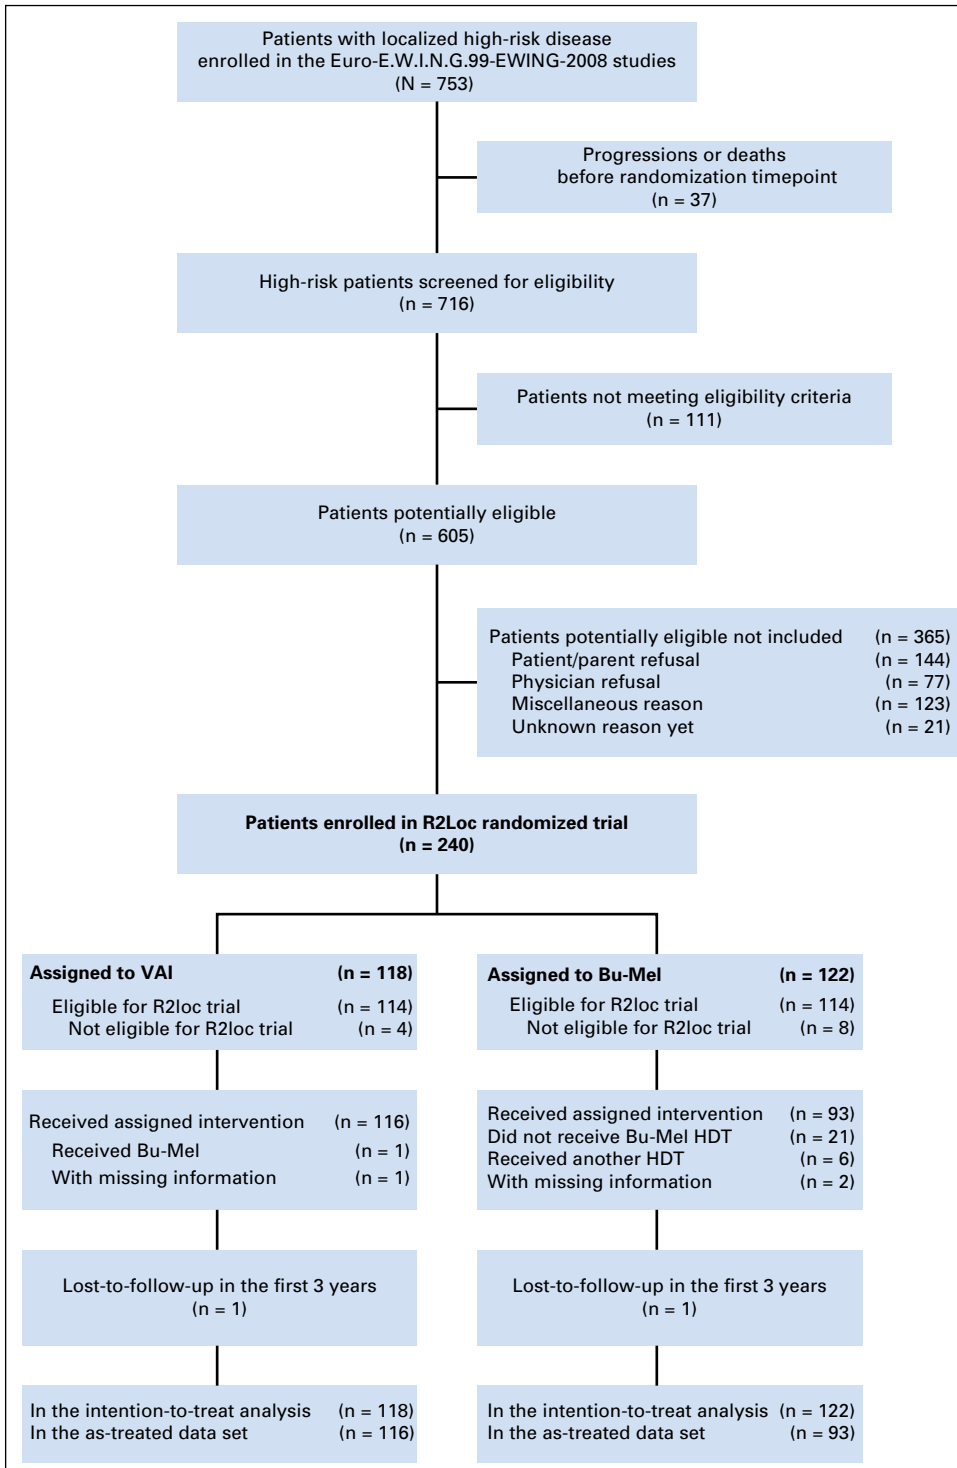 Patients with localized high-risk disease
enrolled in the Euro-E.W.I.N.G.99-EWING-2008 studies
(N = 753)
Progressions or deaths
before randomization timepoint
(n = 37)
High-risk patients screened for eligibility
(n = 716)
Patients not meeting eligibility criteria
(n = 111)
Patients potentially eligible
(n = 605)
Patients potentially eligible not included (n = 365)
Patient/parent refusal (n = 144)
Physician refusal (n = 77)
Miscellaneous reason (n = 123)
Unknown reason yet (n = 21)
Patients enrolled in R2Loc randomized trial
(n = 240)
Assigned to VAI (n = 118)
Eligible for R2loc trial (n = 114)
Not eligible for R2loc trial (n = 4)
Assigned to Bu-Mel (n = 122)
Eligible for R2loc trial (n = 114)
Not eligible for R2loc trial (n = 8)
Received assigned intervention (n = 116)
Received Bu-Mel (n = 1)
With missing information (n = 1)
Received assigned intervention (n = 93)
Did not receive Bu-Mel HDT (n = 21)
Received another HDT (n = 6)
With missing information (n = 2)
Lost-to-follow-up in the first 3 years
(n = 1)
Lost-to-follow-up in the first 3 years
(n = 1)
In the intention-to-treat analysis (n = 118)
In the as-treated data set (n = 116)
In the intention-to-treat analysis (n = 122)
In the as-treated data set (n = 93)